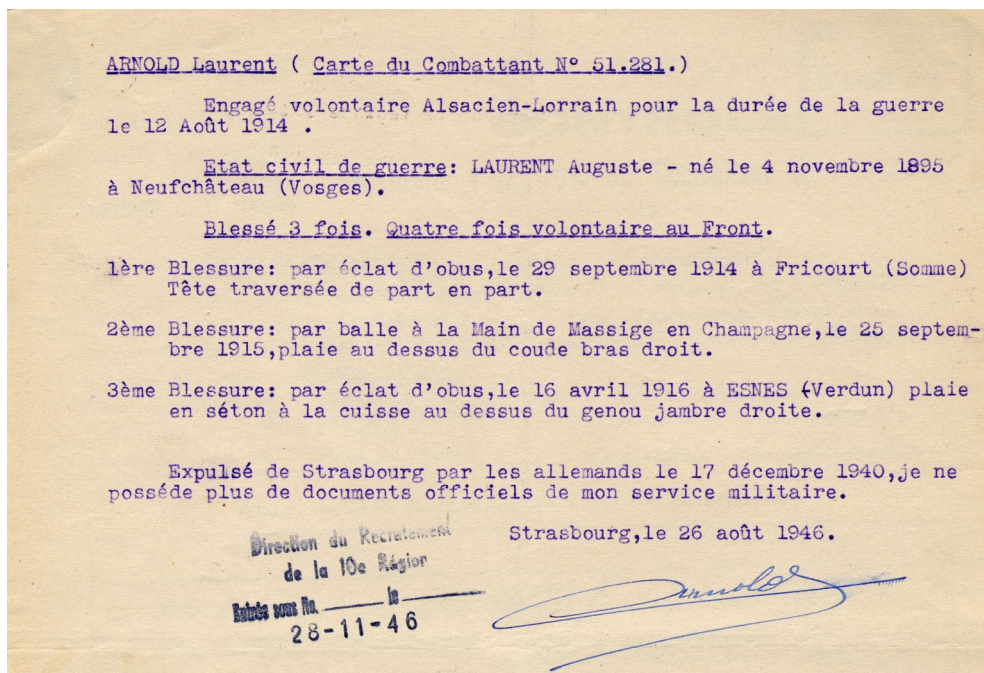 ARNOLD Laurent ( Carte du Combattant N° 51.281.)
Engagé volontaire Alsacien-Lorrain pour la durée de la guerre
le 12 Août 1914 .
Etat civil de guerre: LAURENT Auguste - né le 4 novembre 1895
à Neufchâteau (Vosges).
Blessé 3 fois. Quatre fois volontaire au Front.
1ère Blessure: par éclat d'obus,le 29 septembre 1914 à Fricourt (Somme)
Tête traversée de part en part.
2ème Blessure: par balle à la Main de Massige en Champagne,le 25 septem-
bre 1915,plaie au dessus du coude bras droit.
3ème Blessure: par éclat d'obus,le 16 avril 1916 à ESNES (Verdun) plaie
en séton à la cuisse au dessus du genou jambre droite.
Expulsé de Strasbourg par les allemands le 17 décembre 1940,je ne
posséde plus de documents officiels de mon service militaire.
Strasbourg,le 26 août 1946.
Direction du Recrutement
de la 10e Région
Entrée sous No. ______ le ______
28-11-46
Arnold